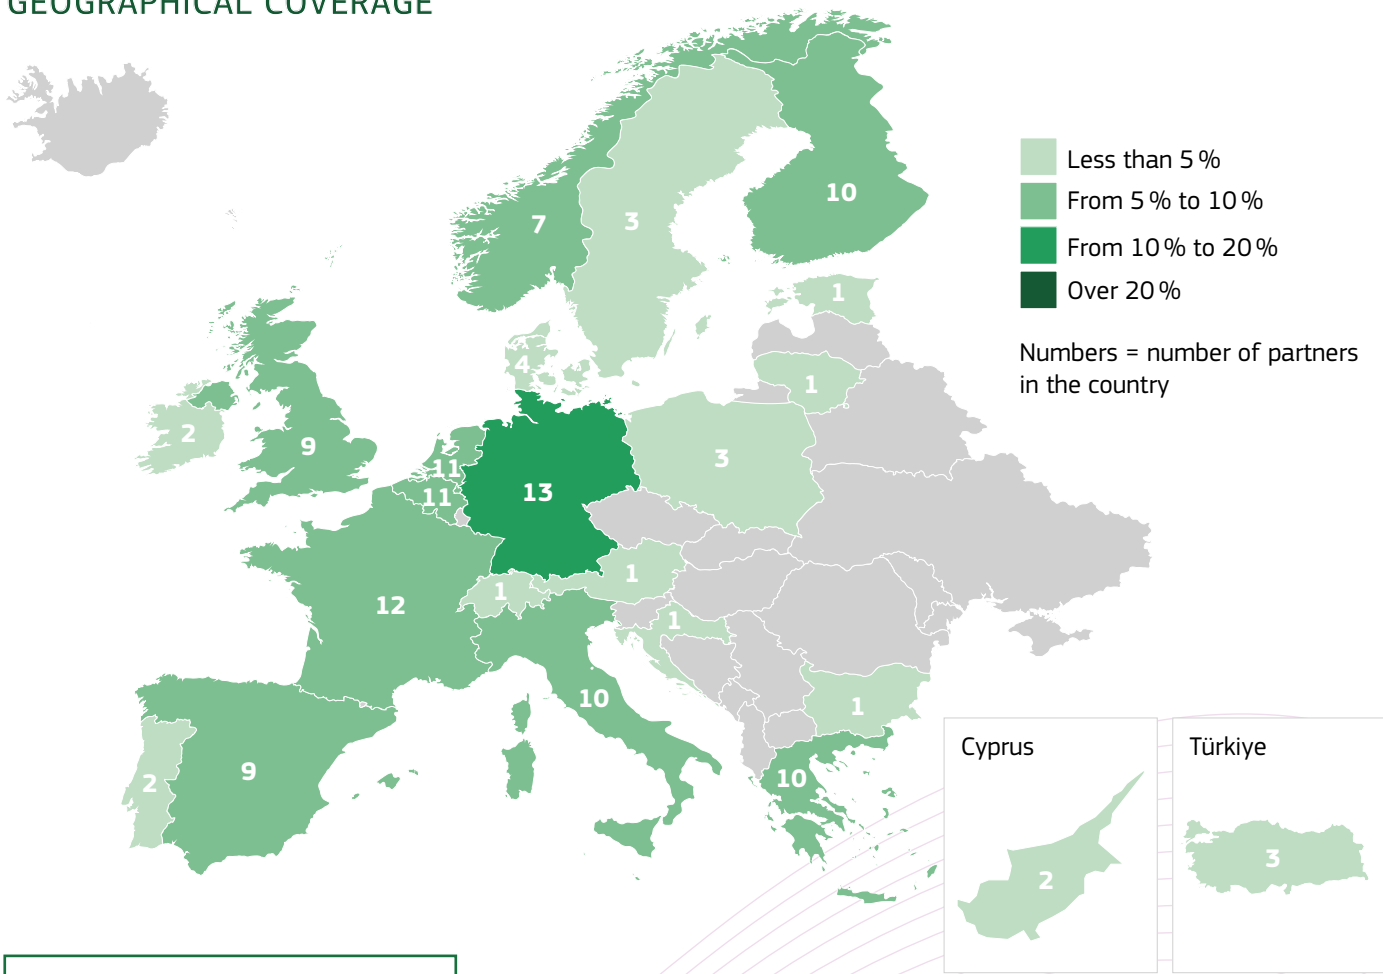 GEOGRAPHICAL COVERAGE
Less than 5 %
From 5 % to 10 %
From 10 % to 20 %
Over 20 %
Numbers = number of partners
in the country
10
7
3
1
4
1
2
9
11
3
11
13
1
1
12
1
10
1
9
2
10
Cyprus
2
Türkiye
3